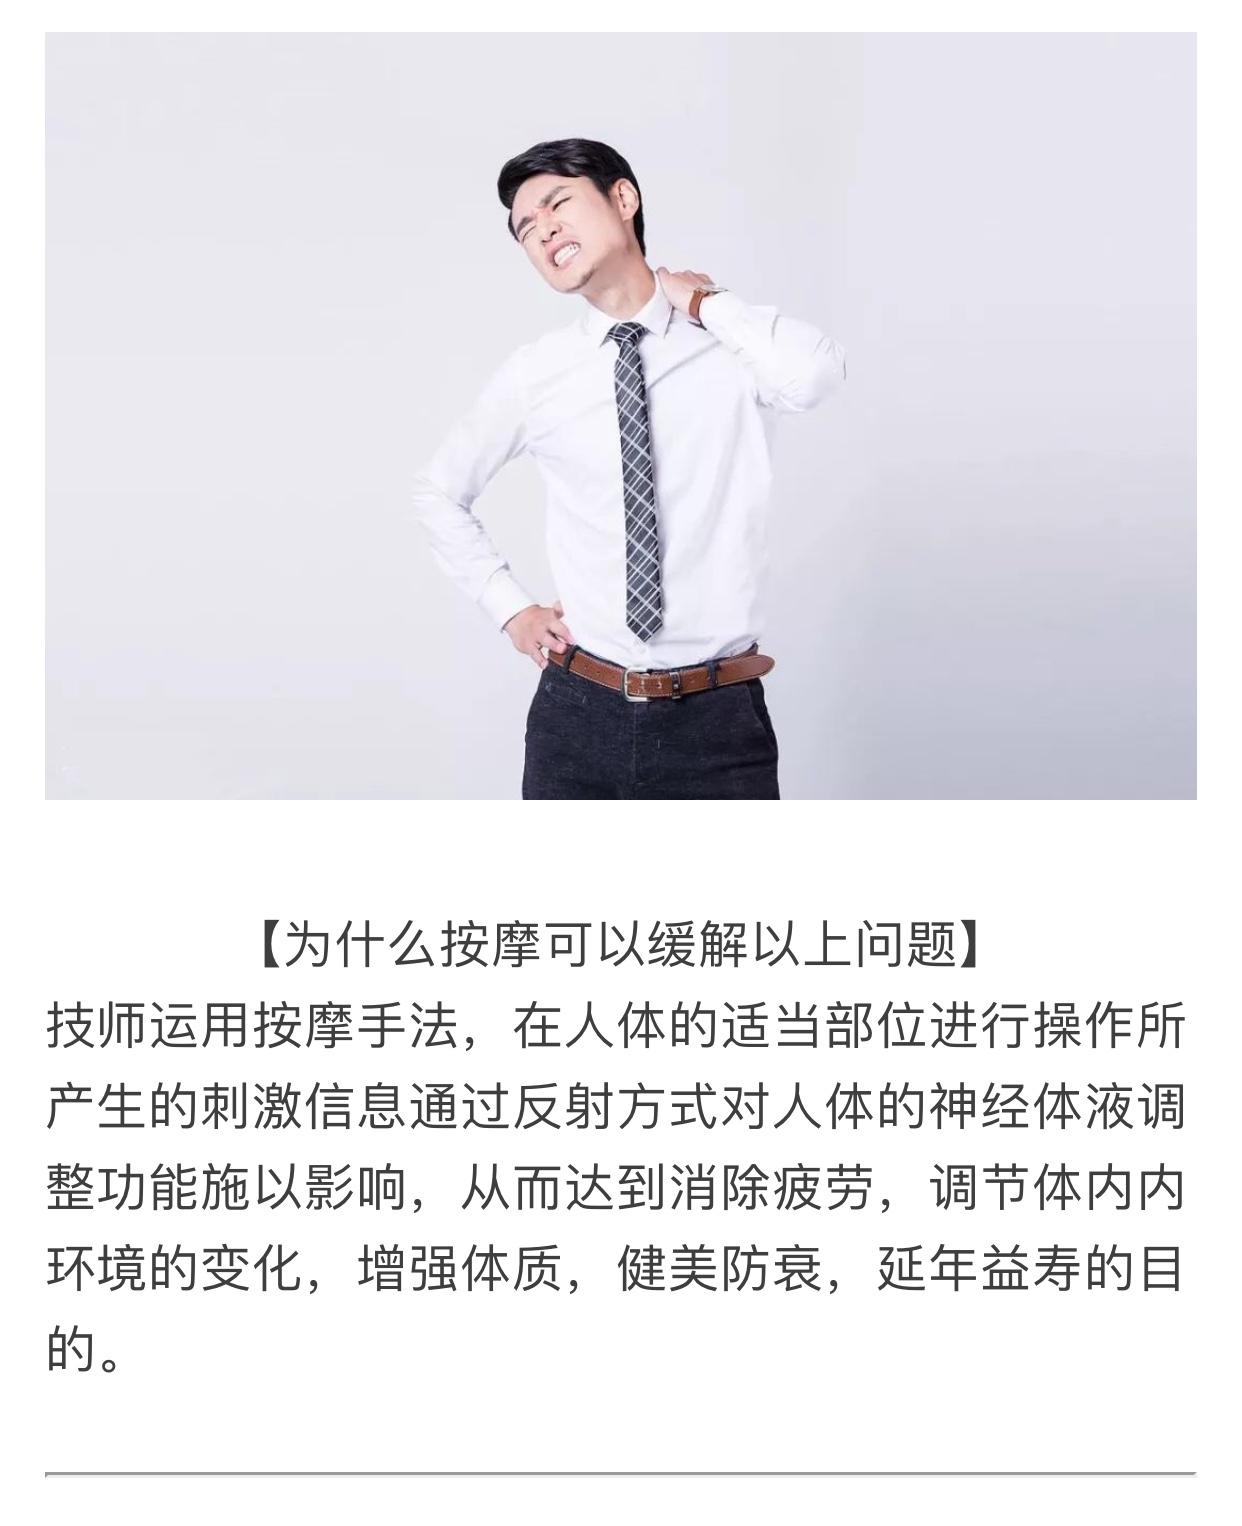 【为什么按摩可以缓解以上问题】
技师运用按摩手法，在人体的适当部位进行操作所
产生的刺激信息通过反射方式对人体的神经体液调
整功能施以影响，从而达到消除疲劳，调节体内内
环境的变化，增强体质，健美防衰，延年益寿的目
的。